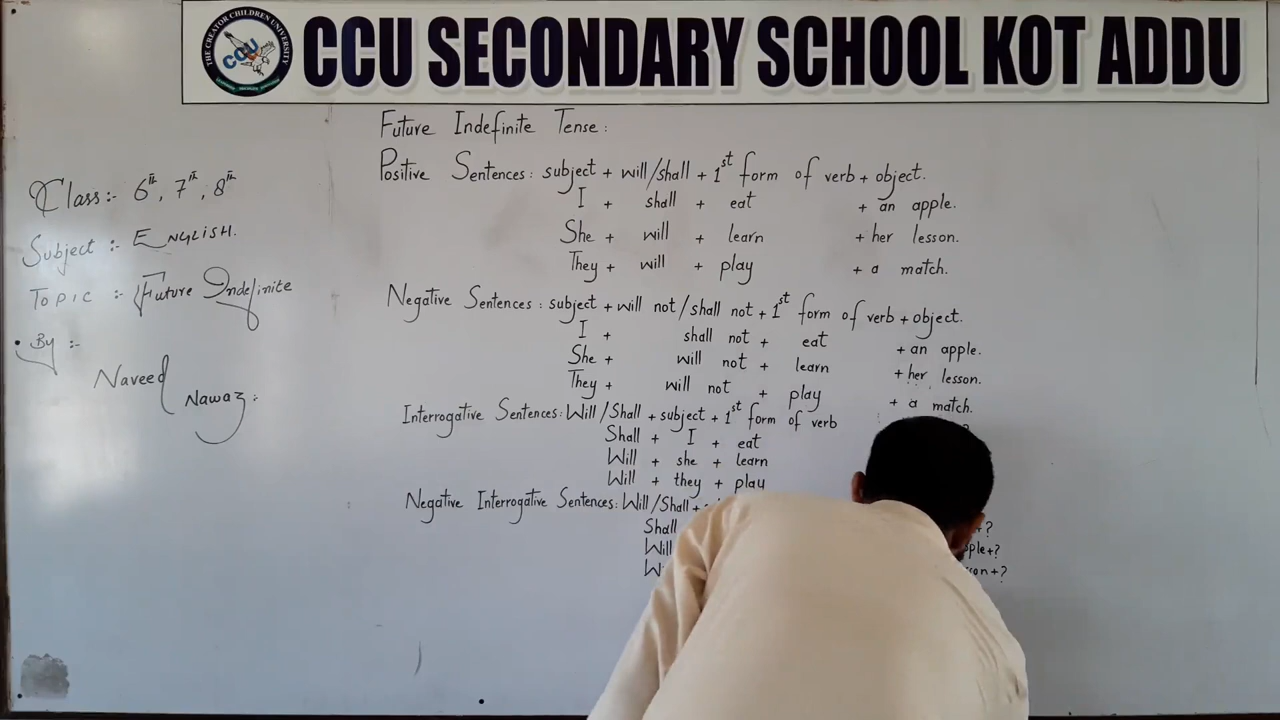 CCU SECONDARY SCHOOL KOT ADDU
THE CREATOR CHILDREN UNIVERSITY
CCU
Class:- 6th, 7th, 8th
Subject:- ENGLISH.
Topic :- Future Indefinite
By :-
Naveed
Nawaz:
Future Indefinite Tense:
Positive Sentences: subject + will/shall + 1st form of verb + object.
I + shall + eat + an apple.
She + will + learn + her lesson.
They + will + play + a match.
Negative Sentences: subject + will not/shall not + 1st form of verb + object.
I + shall not + eat + an apple.
She + will not + learn + her lesson.
They + will not + play + a match.
Interrogative Sentences: Will/Shall + subject + 1st form of verb ?
Shall + I + eat
Will + she + learn
Will + they + play
Negative Interrogative Sentences: Will/Shall +
Shall +?
Will +?
+?